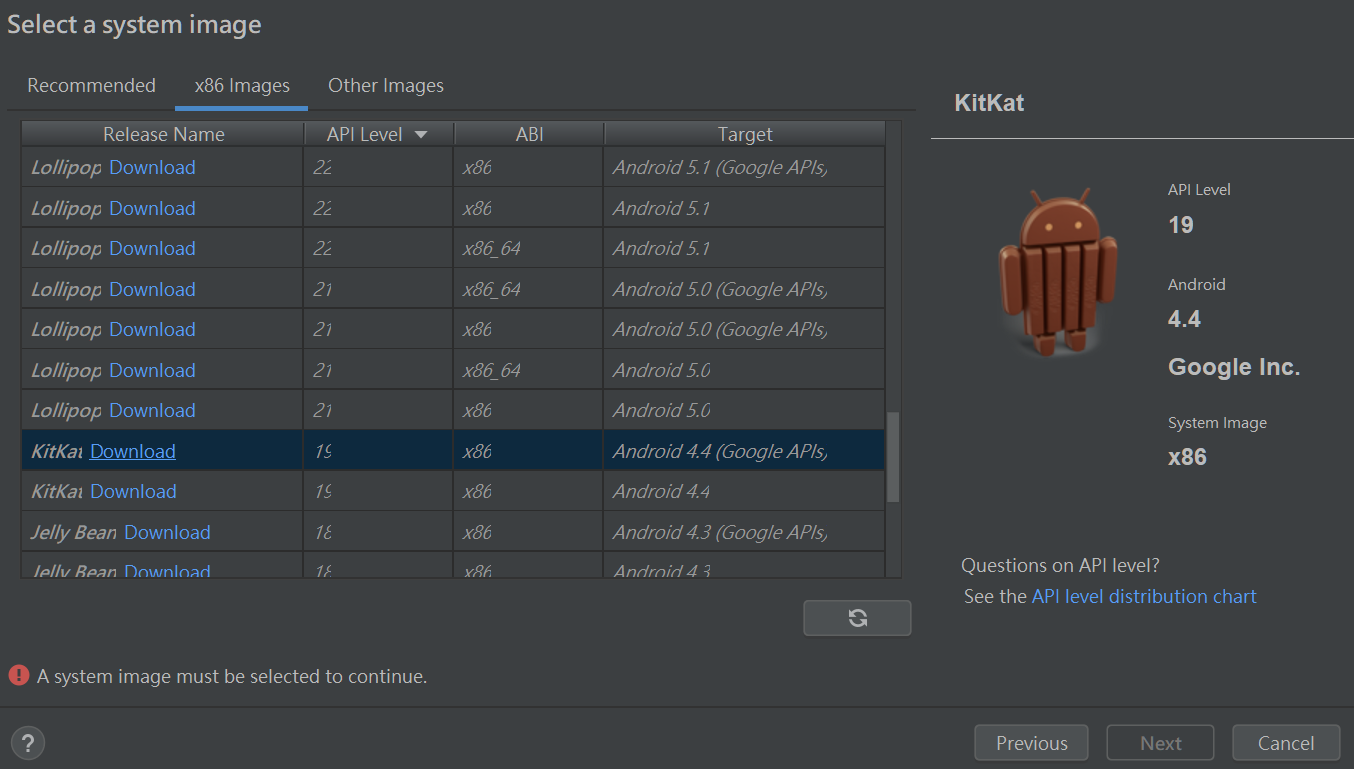 Select a system image
Recommended x86 Images Other Images
Release Name API Level ABI Target
Lollipop Download 22 x86 Android 5.1 (Google APIs)
Lollipop Download 22 x86 Android 5.1
Lollipop Download 22 x86_64 Android 5.1
Lollipop Download 21 x86_64 Android 5.0 (Google APIs)
Lollipop Download 21 x86 Android 5.0 (Google APIs)
Lollipop Download 21 x86_64 Android 5.0
Lollipop Download 21 x86 Android 5.0
KitKat Download 19 x86 Android 4.4 (Google APIs)
KitKat Download 19 x86 Android 4.4
Jelly Bean Download 18 x86 Android 4.3 (Google APIs)
Jelly Bean Download 18 x86 Android 4.3
KitKat
API Level
19
Android
4.4
Google Inc.
System Image
x86
Questions on API level?
See the API level distribution chart
! A system image must be selected to continue.
? Previous Next Cancel